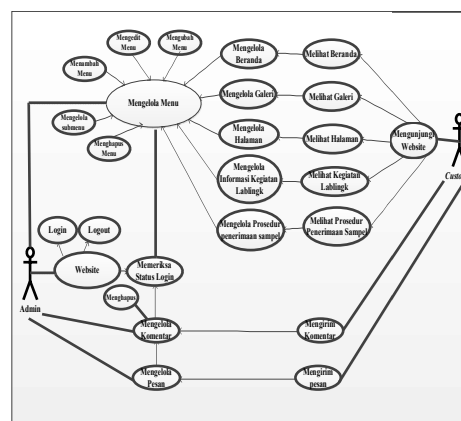 Mengedit
Menu
Mengubah
Menu
Menambah
Menu
Mengelola Menu
Mengelola
submenu
Menghapus
Menu
Mengelola
Beranda
Melihat Beranda
Mengelola Galeri
Melihat Galeri
Mengelola
Halaman
Melihat Halaman
Mengunjungi
Website
Mengelola
Informasi Kegiatan
Lablingk
Melihat Kegiatan
Lablingk
Mengelola Prosedur
penerimaan sampel
Melihat Prosedur
Penerimaan Sampel
Custo
Login
Logout
Website
Memeriksa
Status Login
Admin
Menghapus
Mengelola
Komentar
Mengirim
Komentar
Mengelola
Pesan
Mengirim
pesan